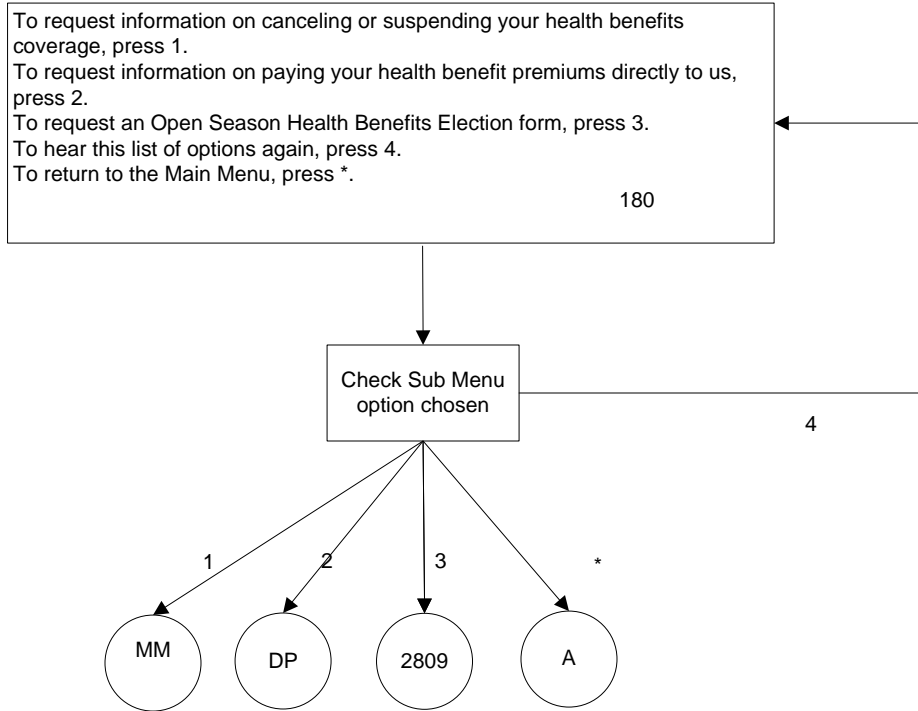 To request information on canceling or suspending your health benefits
coverage, press 1.
To request information on paying your health benefit premiums directly to us,
press 2.
To request an Open Season Health Benefits Election form, press 3.
To hear this list of options again, press 4.
To return to the Main Menu, press *.
180
Check Sub Menu
option chosen
4
1
2
3
*
MM
DP
2809
A